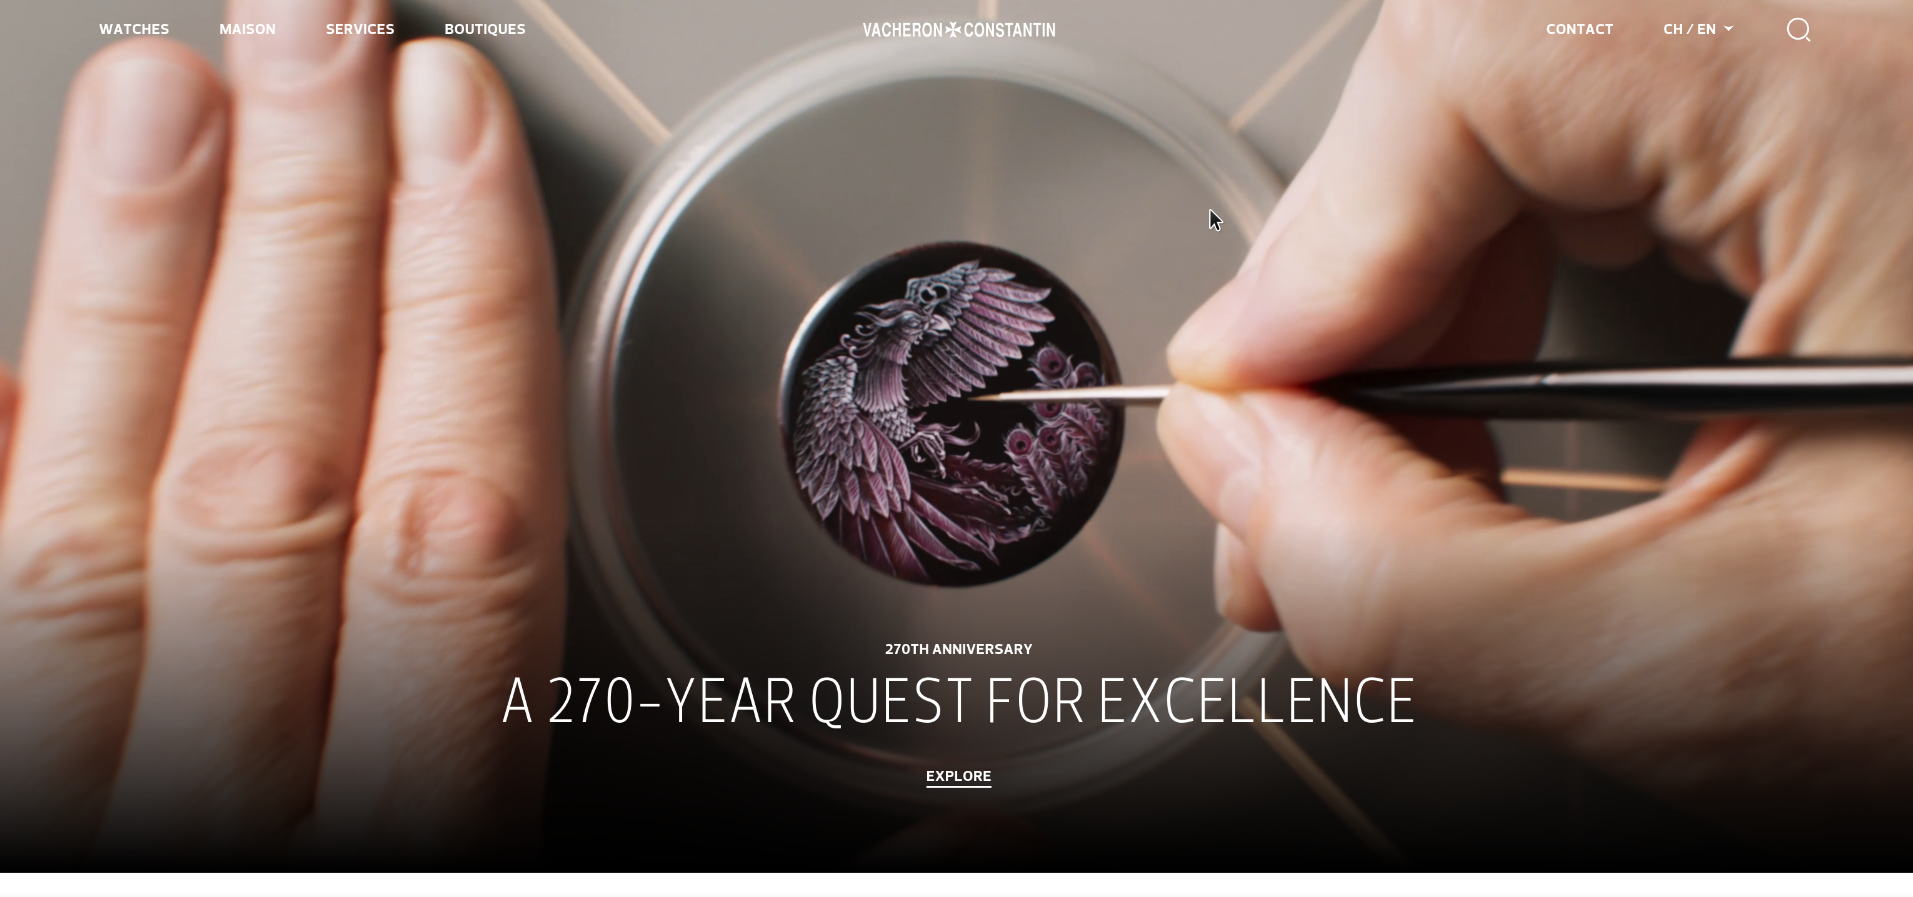 WATCHES MAISON SERVICES BOUTIQUES VACHERON CONSTANTIN CONTACT CH / EN
270TH ANNIVERSARY
A 270-YEAR QUEST FOR EXCELLENCE
EXPLORE